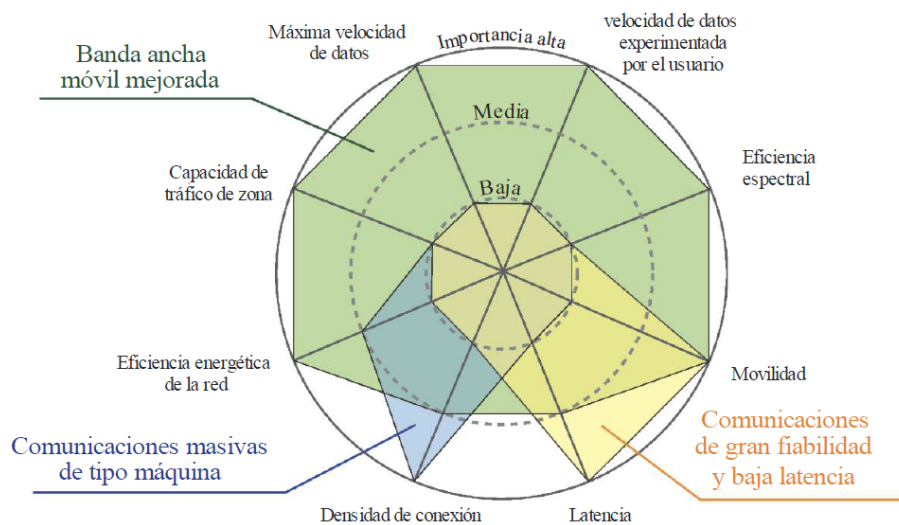 Máxima velocidad
de datos
Importancia alta
velocidad de datos
experimentada
por el usuario
Banda ancha
móvil mejorada
Media
Capacidad de
tráfico de zona
Eficiencia
espectral
Baja
Eficiencia energética
de la red
Movilidad
Comunicaciones masivas
de tipo máquina
Comunicaciones
de gran fiabilidad
y baja latencia
Densidad de conexión
Latencia